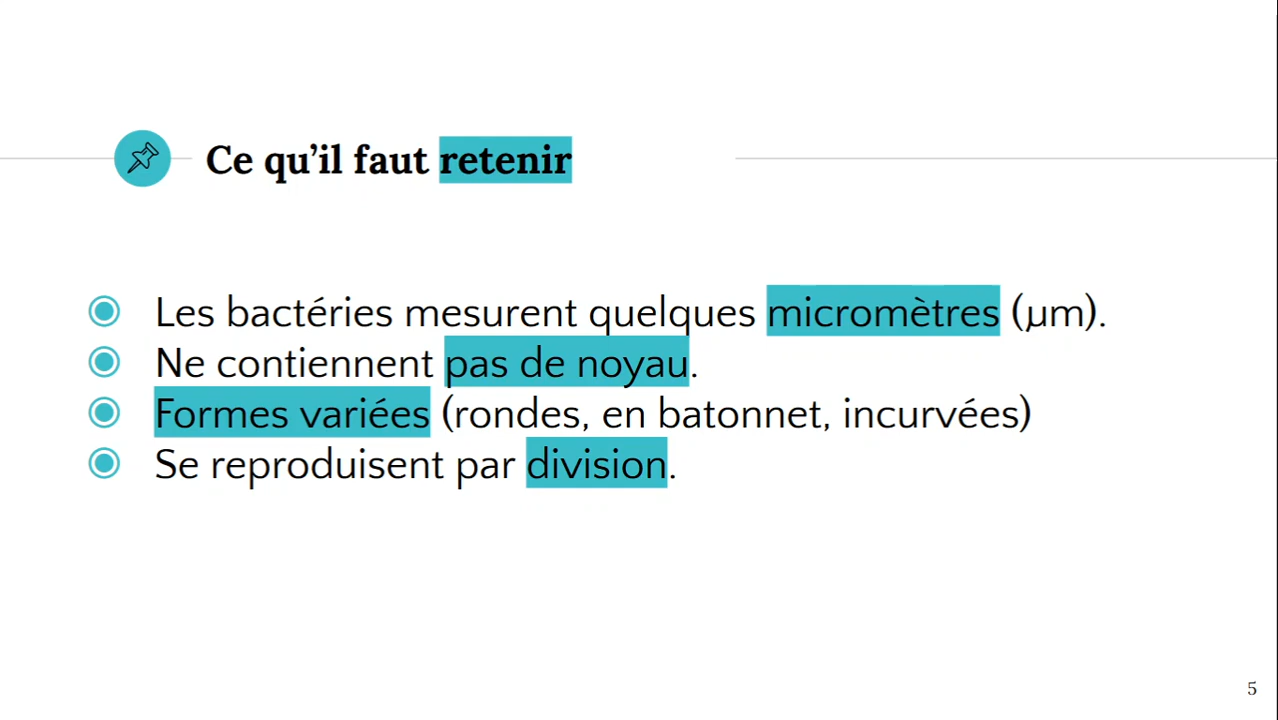 Ce qu’il faut retenir
Les bactéries mesurent quelques micromètres (µm).
Ne contiennent pas de noyau.
Formes variées (rondes, en batonnet, incurvées)
Se reproduisent par division.
5